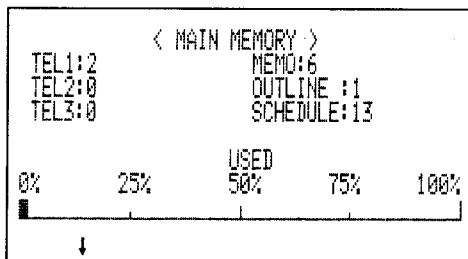 < MAIN MEMORY >
TEL1:2 MEMO:6
TEL2:0 OUTLINE :1
TEL3:0 SCHEDULE:13
USED
0% 25% 50% 75% 100%